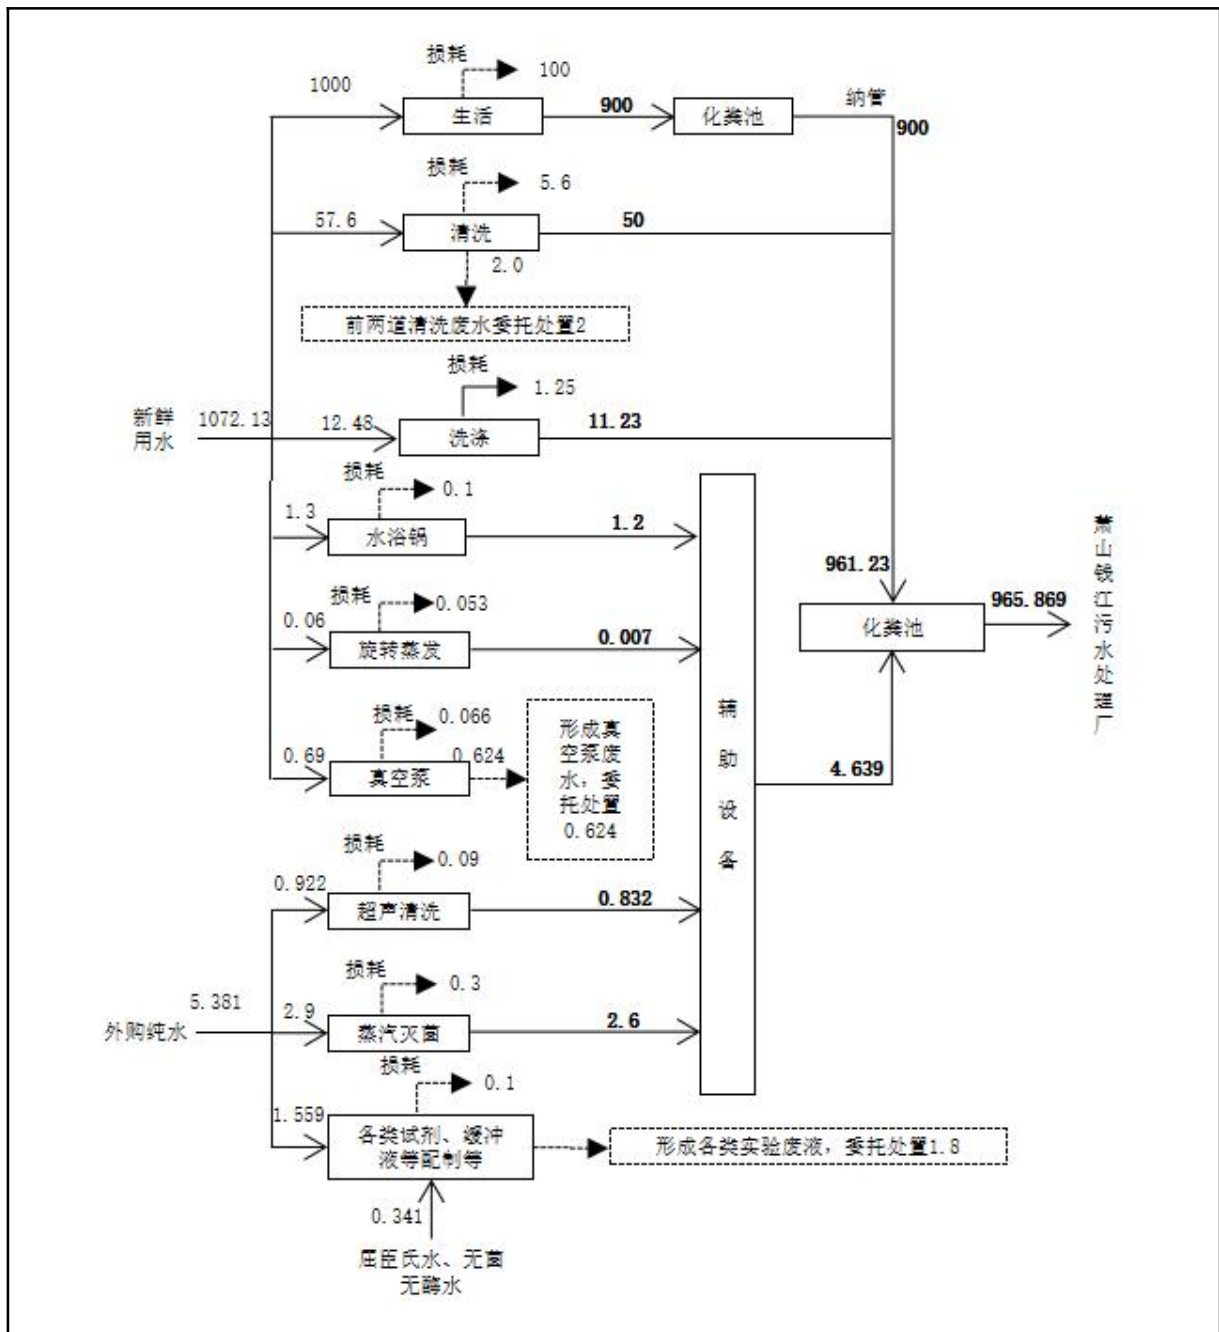 损耗
100
1000
生活
900
化粪池
纳管
900
损耗
5.6
57.6
清洗
50
2.0
前两道清洗废水委托处置2
损耗
1.25
新鲜
用水
1072.13
12.48
洗涤
11.23
损耗
0.1
1.3
水浴锅
1.2
损耗
0.053
0.06
旋转蒸发
0.007
损耗
0.066
0.69
真空泵
0.624
形成真
空泵废
水，委
托处置
0.624
辅
助
设
备
961.23
化粪池
965.869
4.639
萧
山
钱
江
污
水
处
理
厂
损耗
0.09
0.922
超声清洗
0.832
损耗
0.3
外购纯水
5.381
2.9
蒸汽灭菌
2.6
损耗
0.1
1.559
各类试剂、缓冲
液等配制等
形成各类实验废液，委托处置1.8
0.341
屈臣氏水、无菌
无酶水